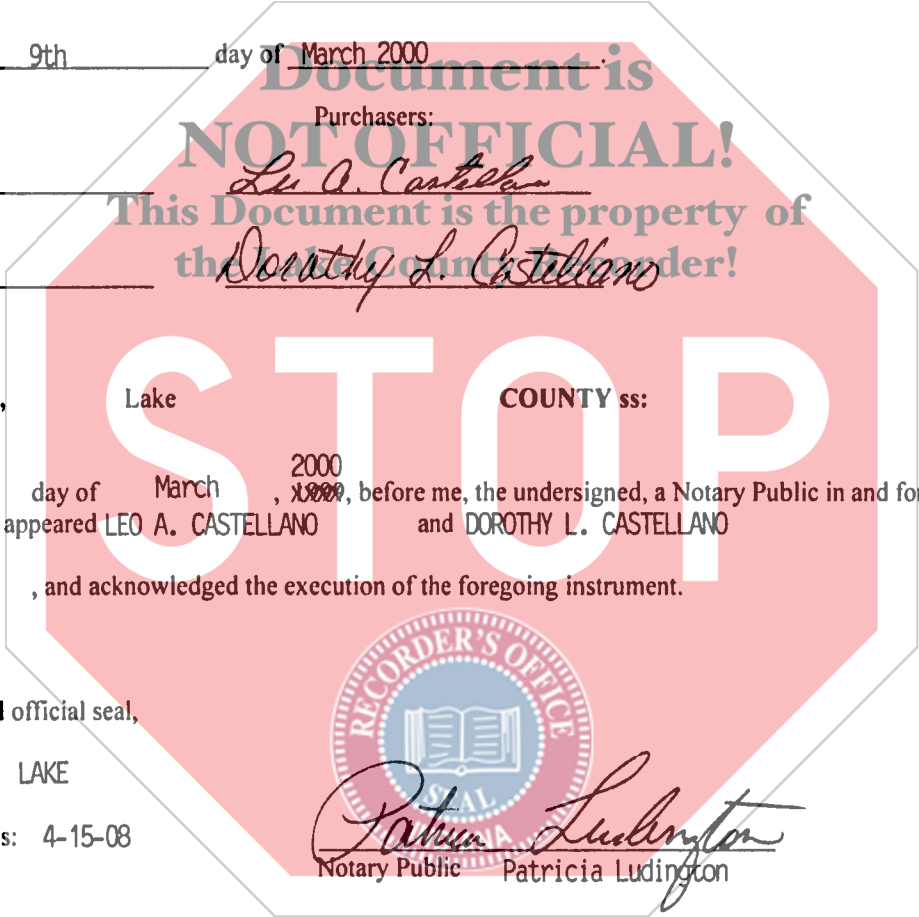 9th day of March 2000.
Document is
Purchasers:
NOT OFFICIAL!
Leo A. Castellano
This Document is the property of
Dorothy L. Castellano
the Lake County Recorder!
STOP
, Lake COUNTY ss:
2000
day of March , 1999, before me, the undersigned, a Notary Public in and for
appeared LEO A. CASTELLANO and DOROTHY L. CASTELLANO
, and acknowledged the execution of the foregoing instrument.
RECORDER'S OFFICE
official seal,
LAKE
SEAL
INDIANA
s: 4-15-08
Patricia Ludington
Notary Public Patricia Ludington